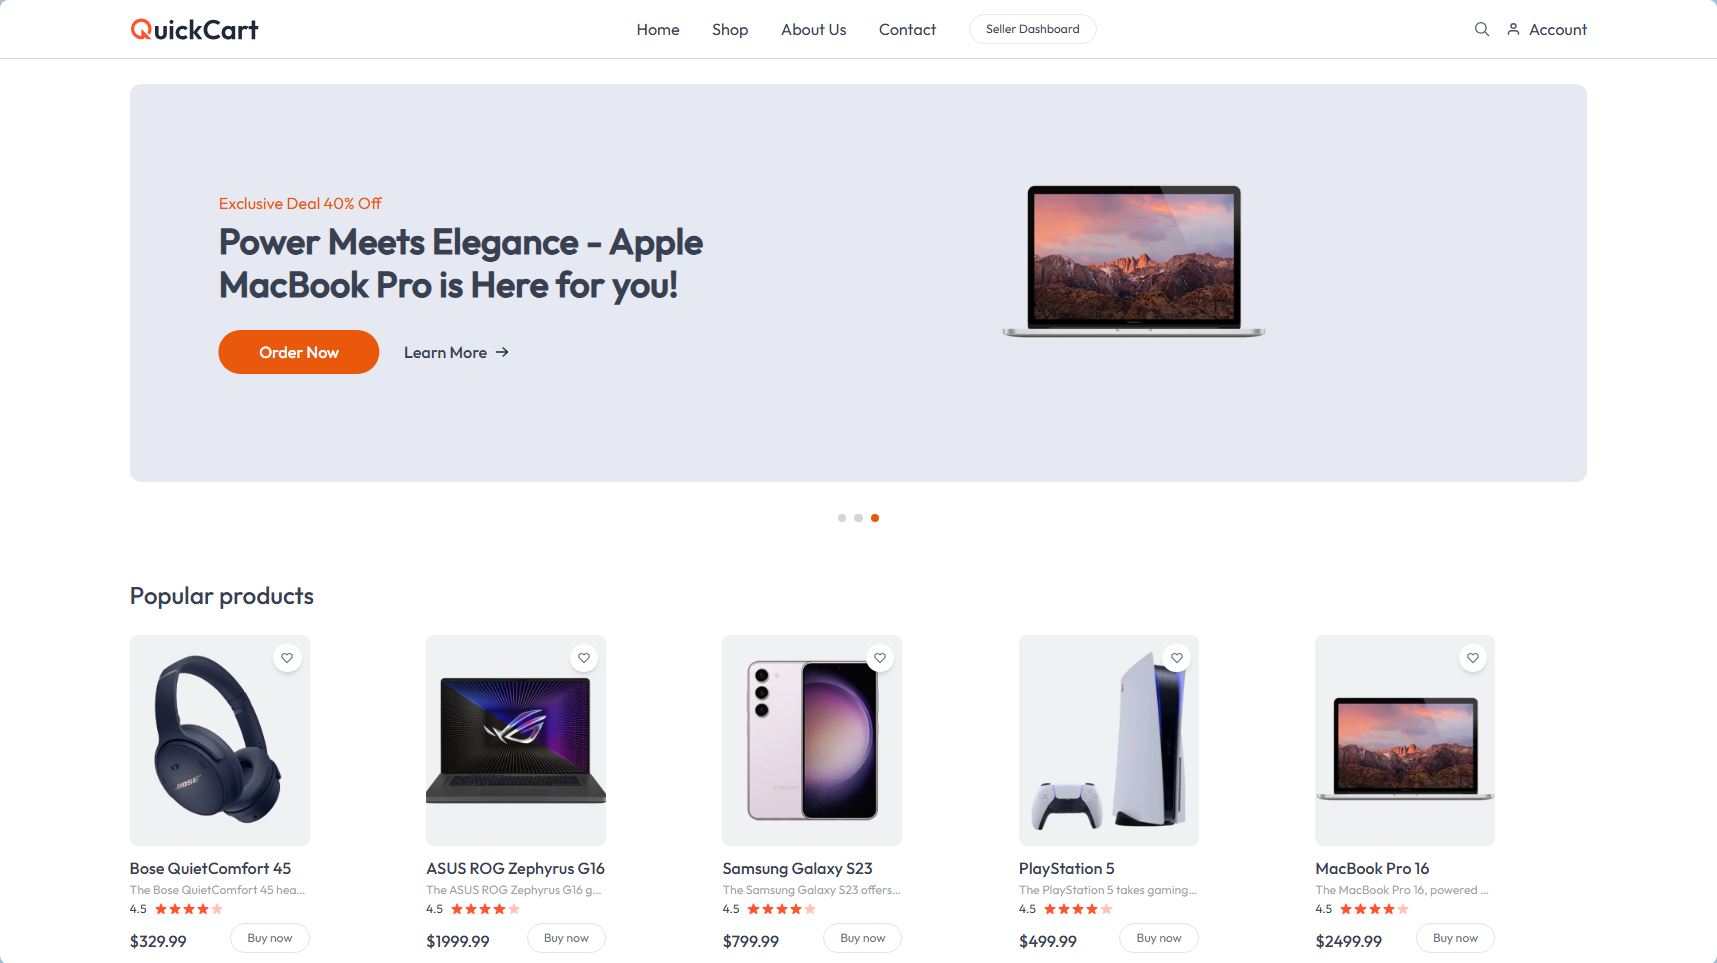 QuickCart
Home
Shop
About Us
Contact
Seller Dashboard
Account
Exclusive Deal 40% Off
Power Meets Elegance - Apple
MacBook Pro is Here for you!
Order Now
Learn More →
Popular products
BOSE
SAMSUNG
Bose QuietComfort 45
The Bose QuietComfort 45 hea...
4.5
$329.99
Buy now
ASUS ROG Zephyrus G16
The ASUS ROG Zephyrus G16 g...
4.5
$1999.99
Buy now
Samsung Galaxy S23
The Samsung Galaxy S23 offers...
4.5
$799.99
Buy now
PlayStation 5
The PlayStation 5 takes gaming...
4.5
$499.99
Buy now
MacBook Pro 16
The MacBook Pro 16, powered ...
4.5
$2499.99
Buy now